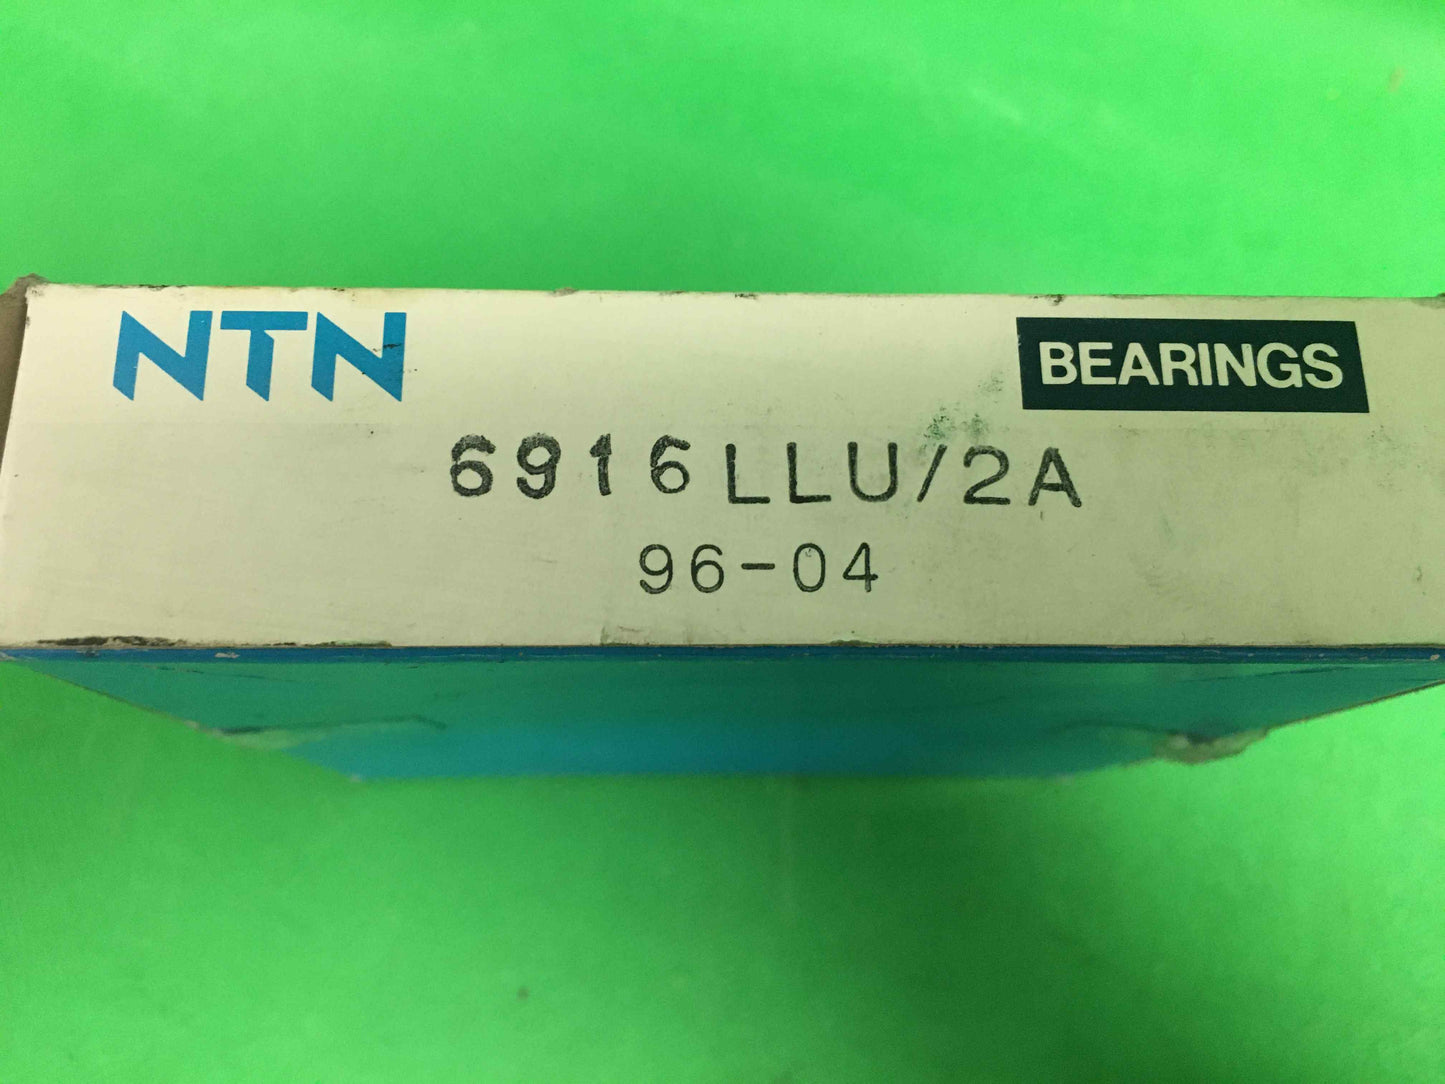 NTN
BEARINGS
6916LLU/2A
96-04